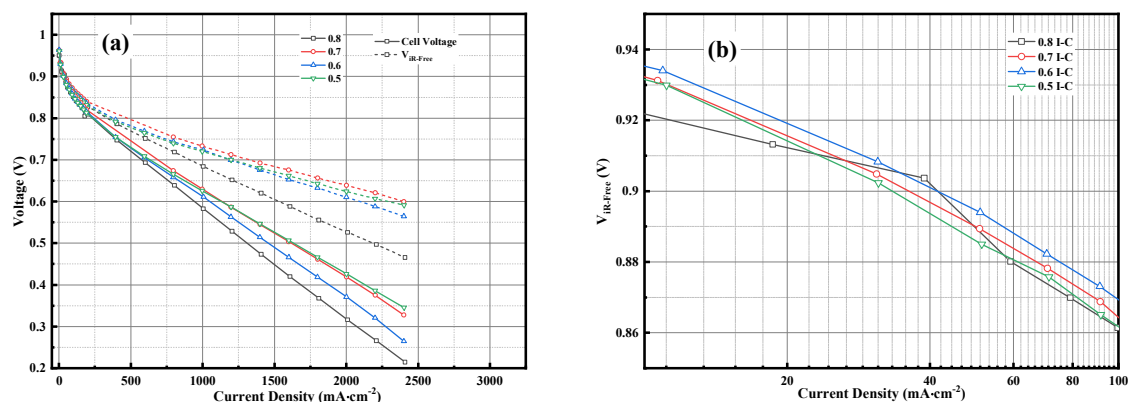 (a)
0.8
0.7
0.6
0.5
Cell Voltage
V_iR-Free
1
0.9
0.8
0.7
0.6
0.5
0.4
0.3
0.2
Voltage (V)
0 500 1000 1500 2000 2500 3000
Current Density (mA·cm⁻²)
(b)
0.8 I-C
0.7 I-C
0.6 I-C
0.5 I-C
0.94
0.92
0.9
0.88
0.86
V_iR-Free (V)
20 40 60 80 100
Current Density (mA·cm⁻²)